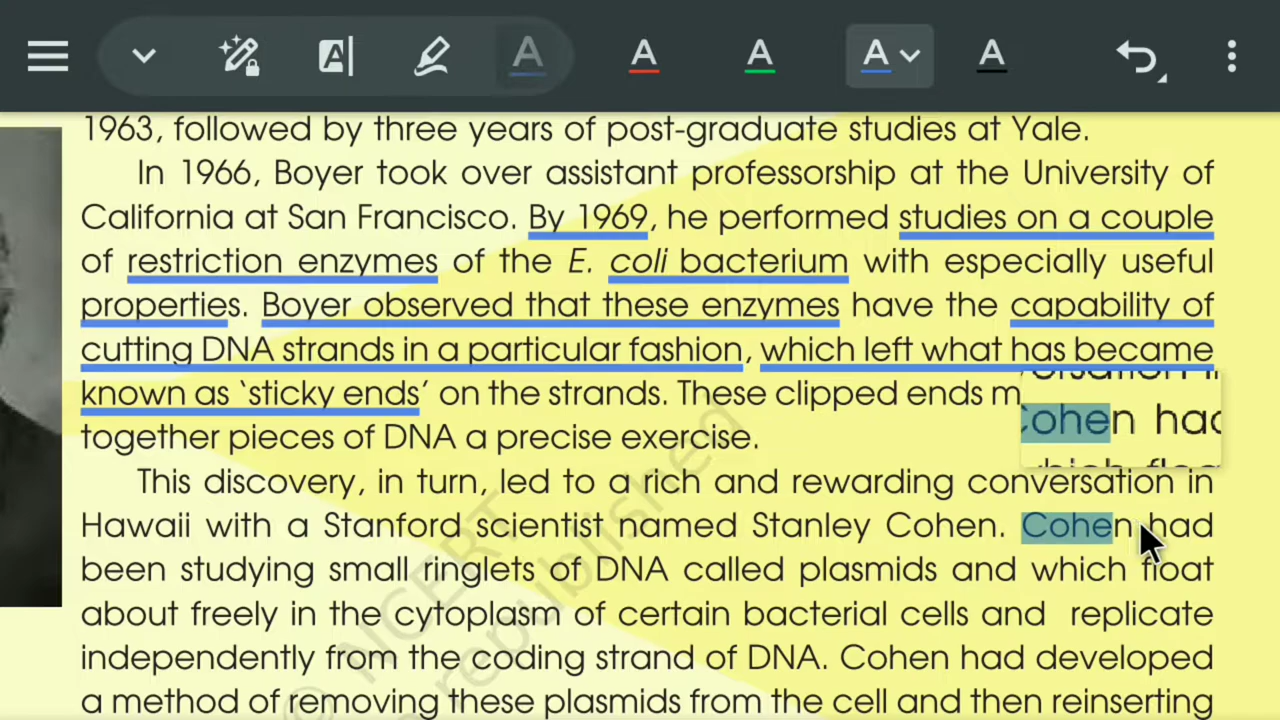 1963, followed by three years of post-graduate studies at Yale.
In 1966, Boyer took over assistant professorship at the University of
California at San Francisco. By 1969, he performed studies on a couple
of restriction enzymes of the E. coli bacterium with especially useful
properties. Boyer observed that these enzymes have the capability of
cutting DNA strands in a particular fashion, which left what has became
known as ‘sticky ends’ on the strands. These clipped ends
together pieces of DNA a precise exercise.
This discovery, in turn, led to a rich and rewarding conversation in
Hawaii with a Stanford scientist named Stanley Cohen. Cohen had
been studying small ringlets of DNA called plasmids and which float
about freely in the cytoplasm of certain bacterial cells and replicate
independently from the coding strand of DNA. Cohen had developed
a method of removing these plasmids from the cell and then reinserting
© NCERT
republished